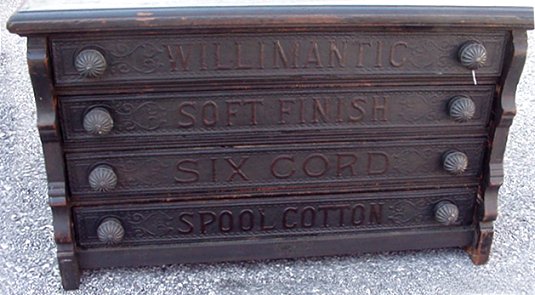 WILLIMANTIC
SOFT FINISH
SIX CORD
SPOOL COTTON